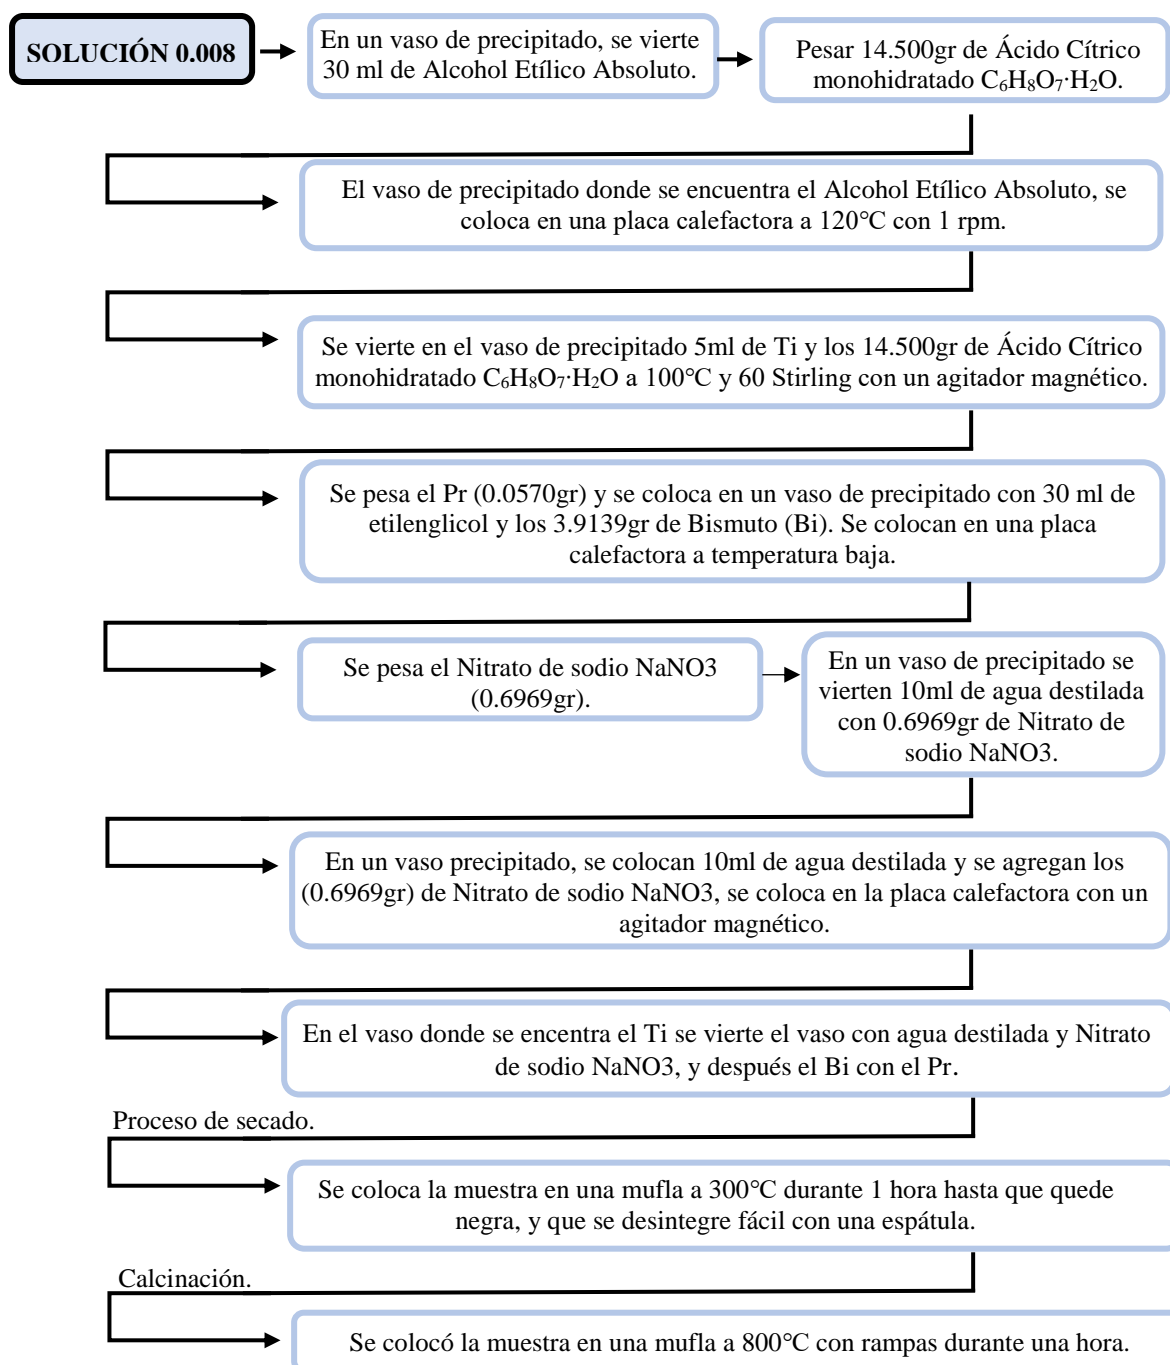 SOLUCIÓN 0.008
En un vaso de precipitado, se vierte
30 ml de Alcohol Etílico Absoluto.
Pesar 14.500gr de Ácido Cítrico
monohidratado C₆H₈O₇·H₂O.
El vaso de precipitado donde se encuentra el Alcohol Etílico Absoluto, se
coloca en una placa calefactora a 120°C con 1 rpm.
Se vierte en el vaso de precipitado 5ml de Ti y los 14.500gr de Ácido Cítrico
monohidratado C₆H₈O₇·H₂O a 100°C y 60 Stirling con un agitador magnético.
Se pesa el Pr (0.0570gr) y se coloca en un vaso de precipitado con 30 ml de
etilenglicol y los 3.9139gr de Bismuto (Bi). Se colocan en una placa
calefactora a temperatura baja.
Se pesa el Nitrato de sodio NaNO3
(0.6969gr).
En un vaso de precipitado se
vierten 10ml de agua destilada
con 0.6969gr de Nitrato de
sodio NaNO3.
En un vaso precipitado, se colocan 10ml de agua destilada y se agregan los
(0.6969gr) de Nitrato de sodio NaNO3, se coloca en la placa calefactora con un
agitador magnético.
En el vaso donde se encentra el Ti se vierte el vaso con agua destilada y Nitrato
de sodio NaNO3, y después el Bi con el Pr.
Proceso de secado.
Se coloca la muestra en una mufla a 300°C durante 1 hora hasta que quede
negra, y que se desintegre fácil con una espátula.
Calcinación.
Se colocó la muestra en una mufla a 800°C con rampas durante una hora.